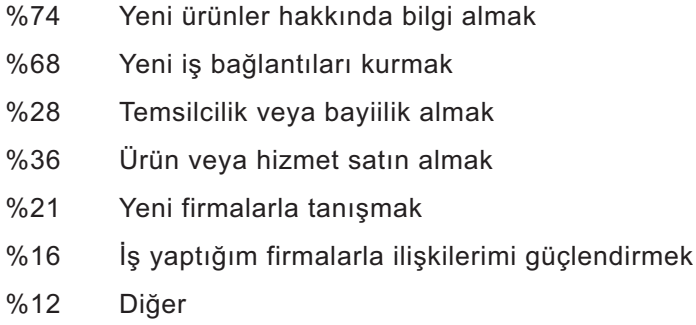 %74 Yeni ürünler hakkında bilgi almak
%68 Yeni iş bağlantıları kurmak
%28 Temsilcilik veya bayiilik almak
%36 Ürün veya hizmet satın almak
%21 Yeni firmalarla tanışmak
%16 İş yaptığım firmalarla ilişkilerimi güçlendirmek
%12 Diğer